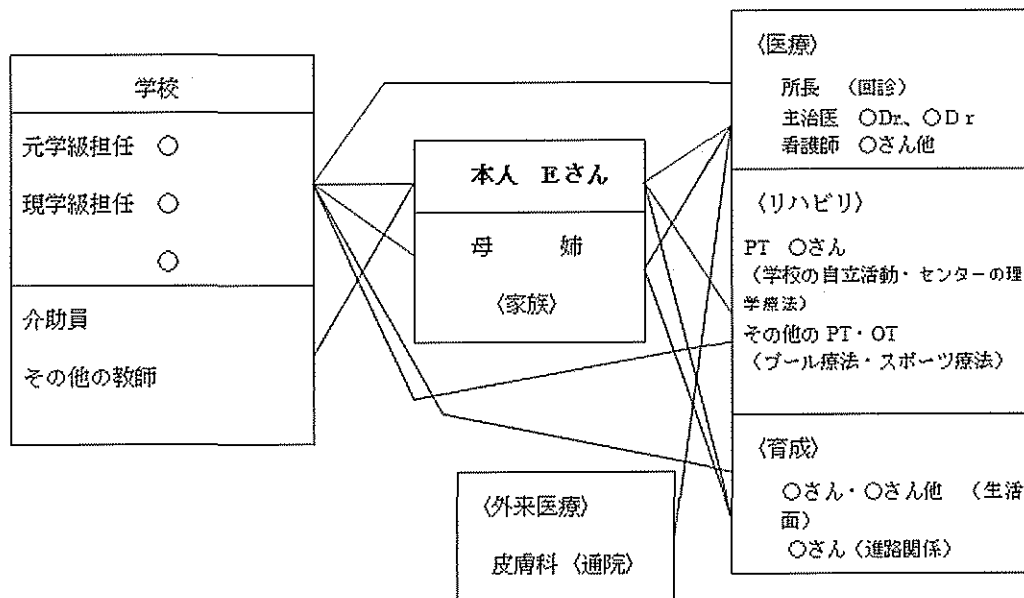 学校
元学級担任 ○
現学級担任 ○
○
介助員
その他の教師
本人 Eさん
母 姉
〈家族〉
〈外来医療〉
皮膚科〈通院〉
〈医療〉
所長 (回診)
主治医 ○Dr、○Dr
看護師 ○さん他
〈リハビリ〉
PT ○さん
(学校の自立活動・センターの理
学療法)
その他の PT・OT
(プール療法・スポーツ療法)
〈育成〉
○さん・○さん他 (生活
面)
○さん(進路関係)